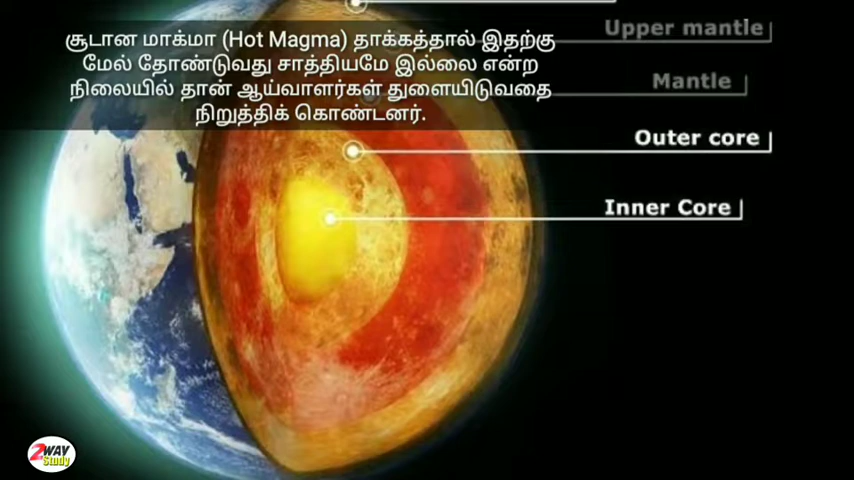 Upper mantle
சூடான மாக்மா (Hot Magma) தாக்கத்தால் இதற்கு
மேல் தோண்டுவது சாத்தியமே இல்லை என்ற
நிலையில் தான் ஆய்வாளர்கள் துளையிடுவதை
நிறுத்திக் கொண்டனர்.
Mantle
Outer core
Inner Core
2WAY
Study